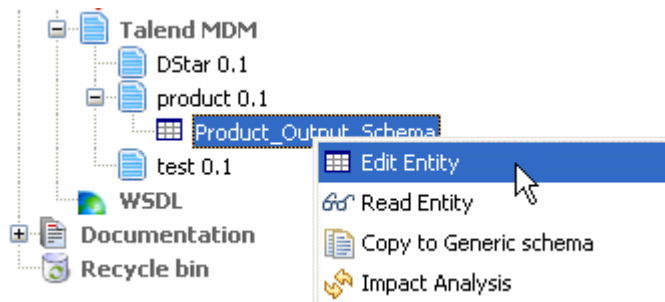 Talend MDM
DStar 0.1
product 0.1
Product_Output_Schema
test 0.1
Edit Entity
WSDL
Read Entity
Documentation
Copy to Generic schema
Recycle bin
Impact Analysis